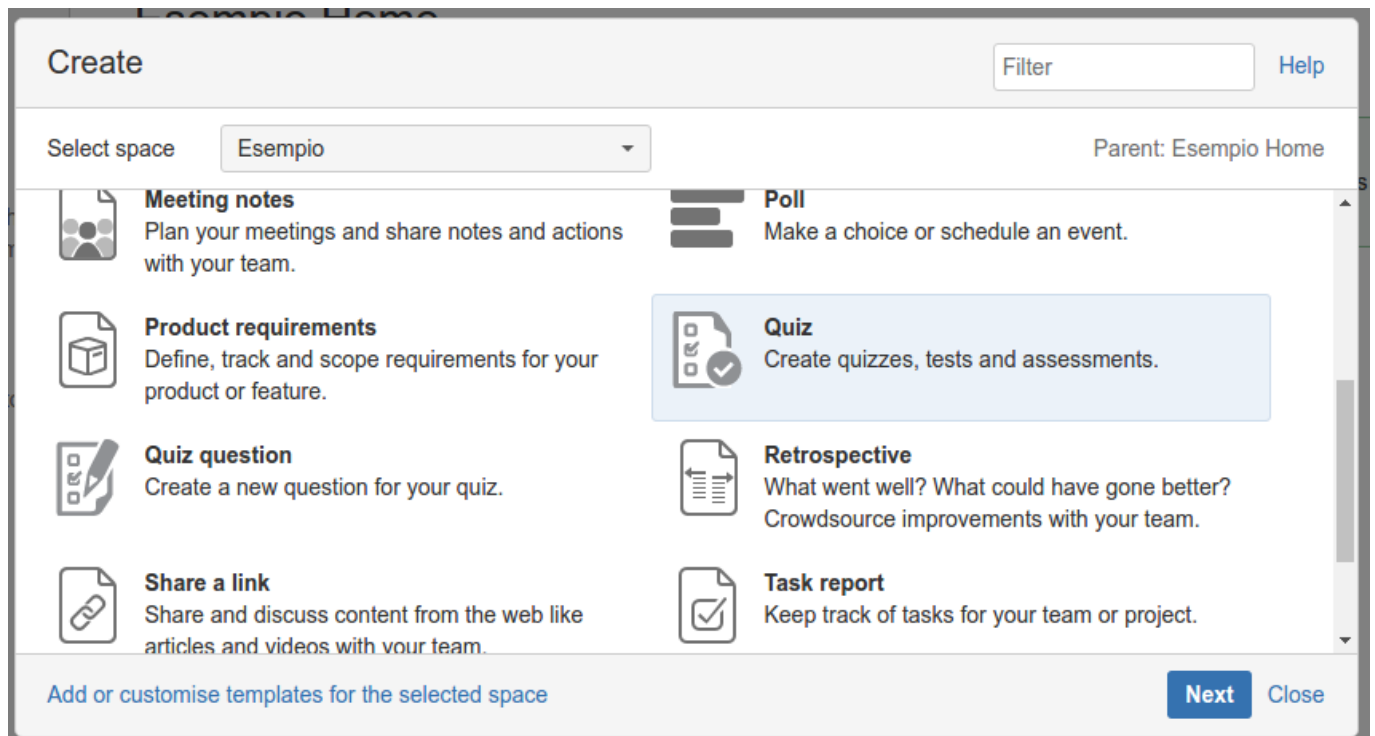 Esempio Home
Create
Filter
Help
Select space
Esempio
Parent: Esempio Home
Meeting notes
Plan your meetings and share notes and actions
with your team.
Poll
Make a choice or schedule an event.
Product requirements
Define, track and scope requirements for your
product or feature.
Quiz
Create quizzes, tests and assessments.
Quiz question
Create a new question for your quiz.
Retrospective
What went well? What could have gone better?
Crowdsource improvements with your team.
Share a link
Share and discuss content from the web like
articles and videos with your team.
Task report
Keep track of tasks for your team or project.
Add or customise templates for the selected space
Next
Close